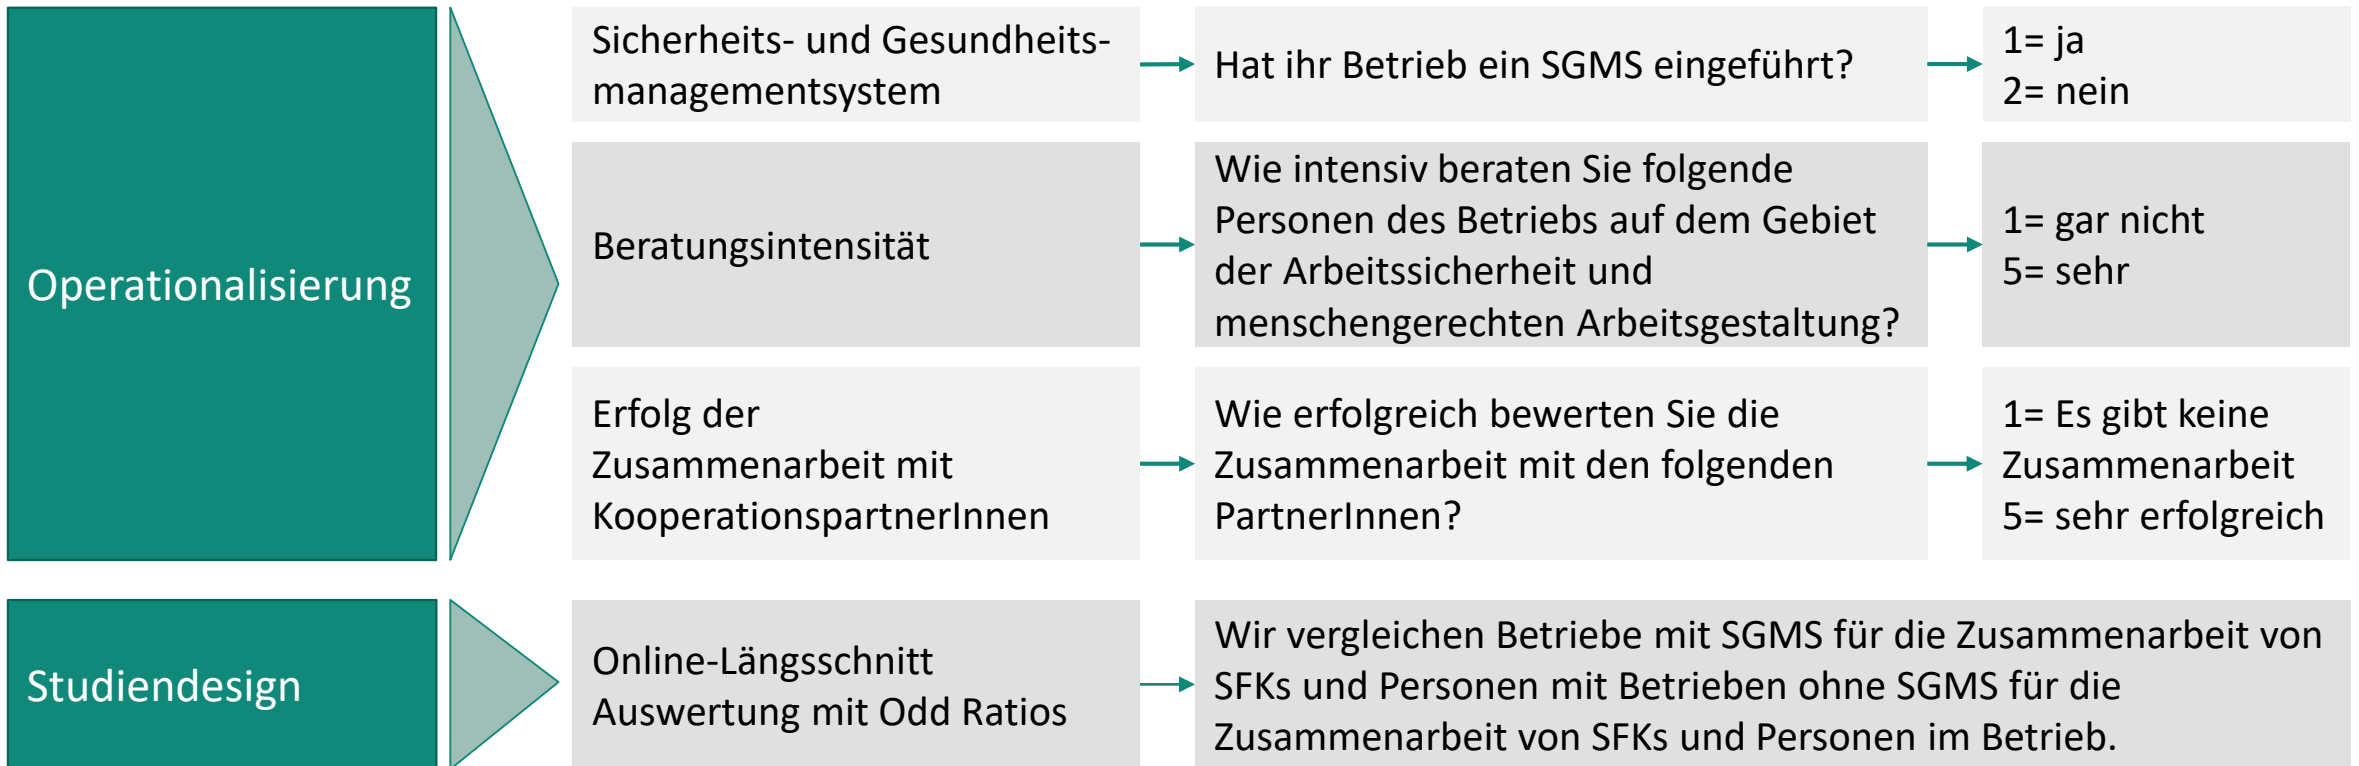 Operationalisierung
Sicherheits- und Gesundheits-
managementsystem
Hat ihr Betrieb ein SGMS eingeführt?
1= ja
2= nein
Beratungsintensität
Wie intensiv beraten Sie folgende
Personen des Betriebs auf dem Gebiet
der Arbeitssicherheit und
menschengerechten Arbeitsgestaltung?
1= gar nicht
5= sehr
Erfolg der
Zusammenarbeit mit
KooperationspartnerInnen
Wie erfolgreich bewerten Sie die
Zusammenarbeit mit den folgenden
PartnerInnen?
1= Es gibt keine
Zusammenarbeit
5= sehr erfolgreich
Studiendesign
Online-Längsschnitt
Auswertung mit Odd Ratios
Wir vergleichen Betriebe mit SGMS für die Zusammenarbeit von
SFKs und Personen mit Betrieben ohne SGMS für die
Zusammenarbeit von SFKs und Personen im Betrieb.